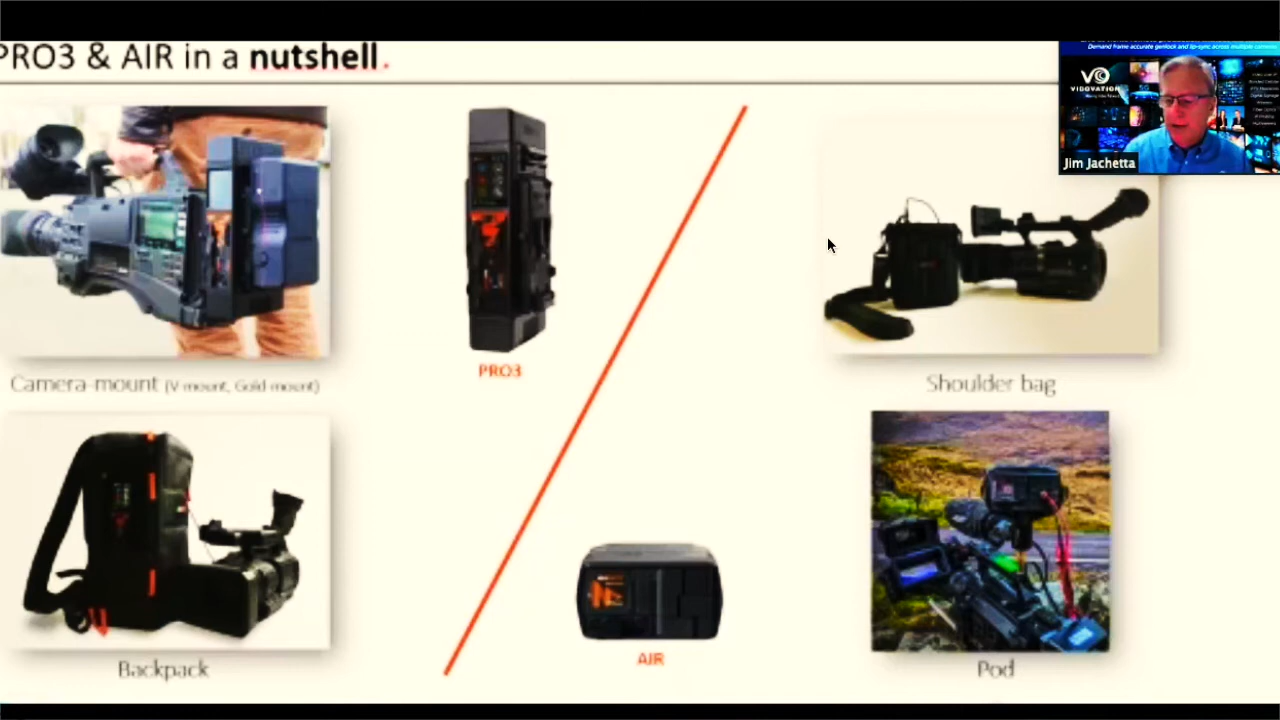 PRO3 & AIR in a nutshell.
Demand frame accurate genlock and lip-sync across multiple cameras
VIDOVATION
Jim Jachetta
PRO3
Camera-mount (V mount, Gold mount)
Shoulder bag
Backpack
AIR
Pod